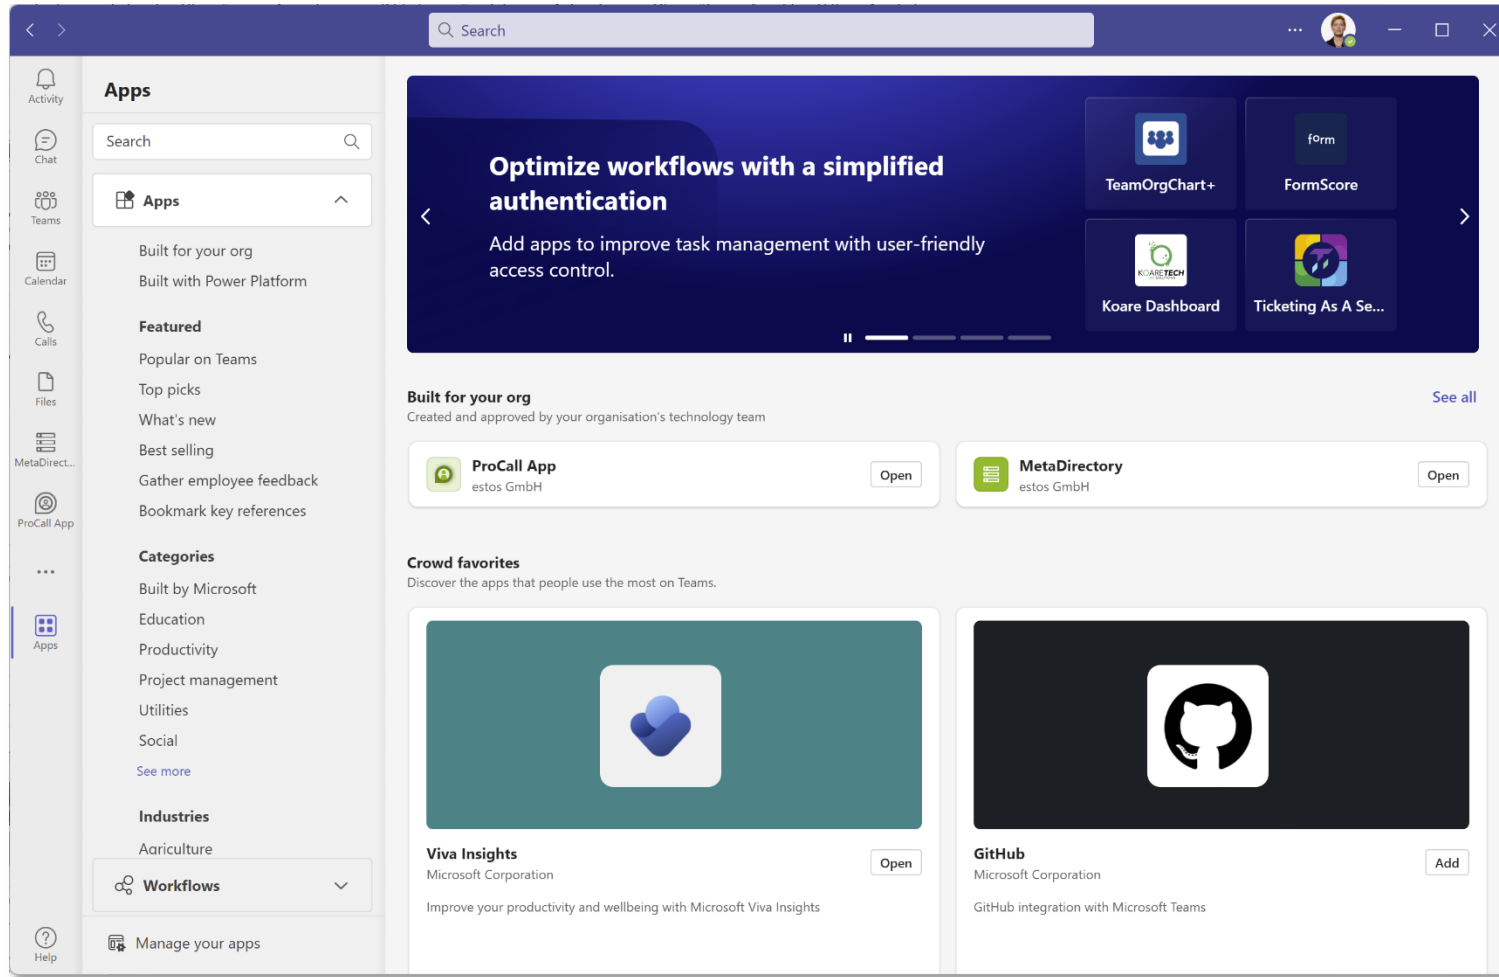 Search
Activity
Chat
Teams
Calendar
Calls
Files
MetaDirect...
ProCall App
Apps
Help
Apps
Search
Apps
Built for your org
Built with Power Platform
Featured
Popular on Teams
Top picks
What's new
Best selling
Gather employee feedback
Bookmark key references
Categories
Built by Microsoft
Education
Productivity
Project management
Utilities
Social
See more
Industries
Agriculture
Workflows
Manage your apps
Optimize workflows with a simplified
authentication
Add apps to improve task management with user-friendly
access control.
TeamOrgChart+
form
FormScore
KOARETECH
Koare Dashboard
Ticketing As A Se...
Built for your org
See all
Created and approved by your organisation's technology team
ProCall App
estos GmbH
Open
MetaDirectory
estos GmbH
Open
Crowd favorites
Discover the apps that people use the most on Teams.
Viva Insights
Microsoft Corporation
Open
Improve your productivity and wellbeing with Microsoft Viva Insights
GitHub
Microsoft Corporation
Add
GitHub integration with Microsoft Teams